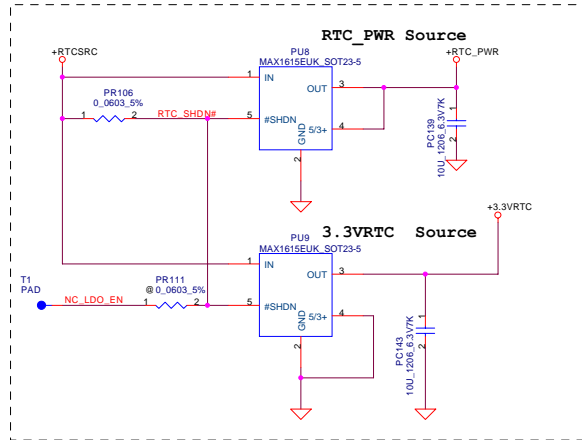 RTC_PWR Source
+RTCSRC
+RTC_PWR
PU8
MAX1615EUK_SOT23-5
1
IN
OUT
3
PR106
0_0603_5%
1
2
RTC_SHDN#
5
#SHDN
5/3+
4
GND
2
1
PC139
2
10U_1206_6.3V7K
+3.3VRTC
3.3VRTC Source
PU9
MAX1615EUK_SOT23-5
1
IN
OUT
3
T1
PAD
NC_LDO_EN
PR111
@ 0_0603_5%
1
2
5
#SHDN
5/3+
4
GND
2
1
PC143
2
10U_1206_6.3V7K